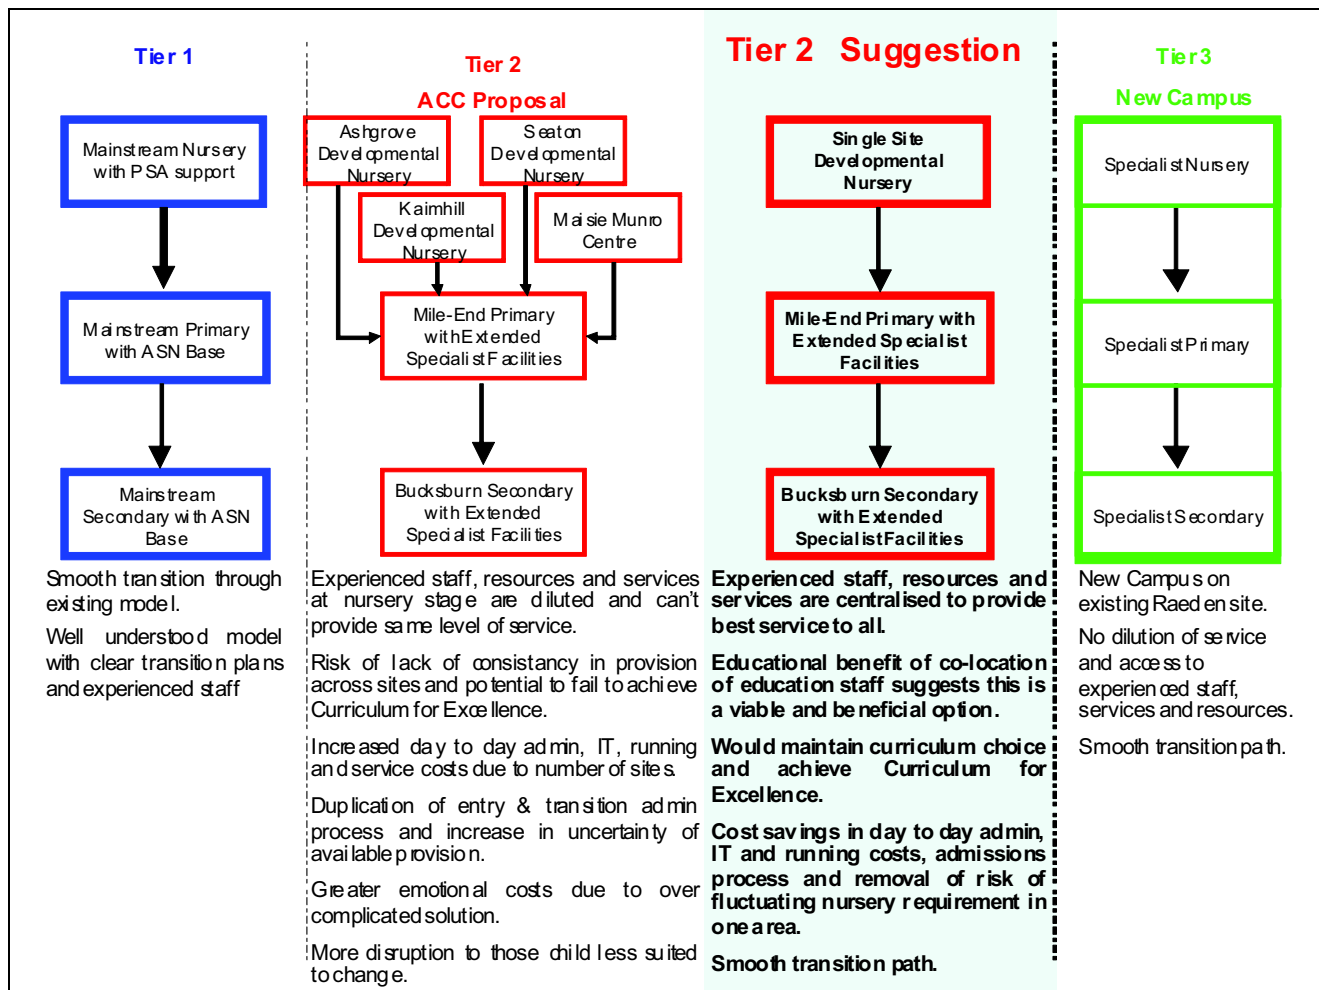 Tier 1
Mainstream Nursery
with PSA support
Mainstream Primary
with ASN Base
Mainstream
Secondary with ASN
Base
Smooth transition through
existing model.
Well understood model
with clear transition plans
and experienced staff
Tier 2
ACC Proposal
Ashgrove
Developmental
Nursery
Seaton
Developmental
Nursery
Kaimhill
Developmental
Nursery
Maisie Munro
Centre
Mile-End Primary
with Extended
Specialist Facilities
Bucksburn Secondary
with Extended
Specialist Facilities
Experienced staff, resources and services
at nursery stage are diluted and can't
provide same level of service.
Risk of lack of consistancy in provision
across sites and potential to fail to achieve
Curriculum for Excellence.
Increased day to day admin, IT, running
and service costs due to number of sites.
Duplication of entry & transition admin
process and increase in uncertainty of
available provision.
Greater emotional costs due to over
complicated solution.
More disruption to those child less suited
to change.
Tier 2 Suggestion
Single Site
Developmental
Nursery
Mile-End Primary with
Extended Specialist
Facilities
Bucksburn Secondary
with Extended
Specialist Facilities
Experienced staff, resources and
services are centralised to provide
best service to all.
Educational benefit of co-location
of education staff suggests this is
a viable and beneficial option.
Would maintain curriculum choice
and achieve Curriculum for
Excellence.
Cost savings in day to day admin,
IT and running costs, admissions
process and removal of risk of
fluctuating nursery requirement in
one area.
Smooth transition path.
Tier 3
New Campus
Specialist Nursery
Specialist Primary
Specialist Secondary
New Campus on
existing Raeden site.
No dilution of service
and access to
experienced staff,
services and resources.
Smooth transition path.